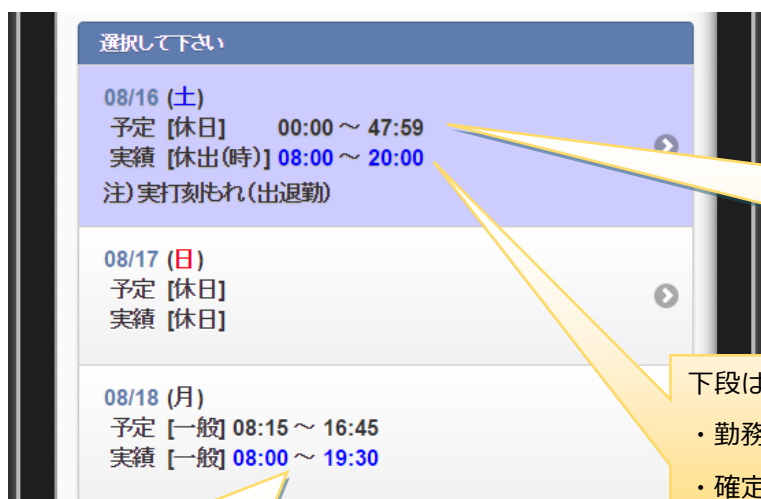 選択して下さい
08/16 (土)
予定 [休日] 00:00 ～ 47:59
実績 [休出(時)] 08:00 ～ 20:00
注）実打刻もれ（出退勤）
08/17 (日)
予定 [休日]
実績 [休日]
08/18 (月)
予定 [一般] 08:15 ～ 16:45
実績 [一般] 08:00 ～ 19:30
下段は
・勤務
・確定